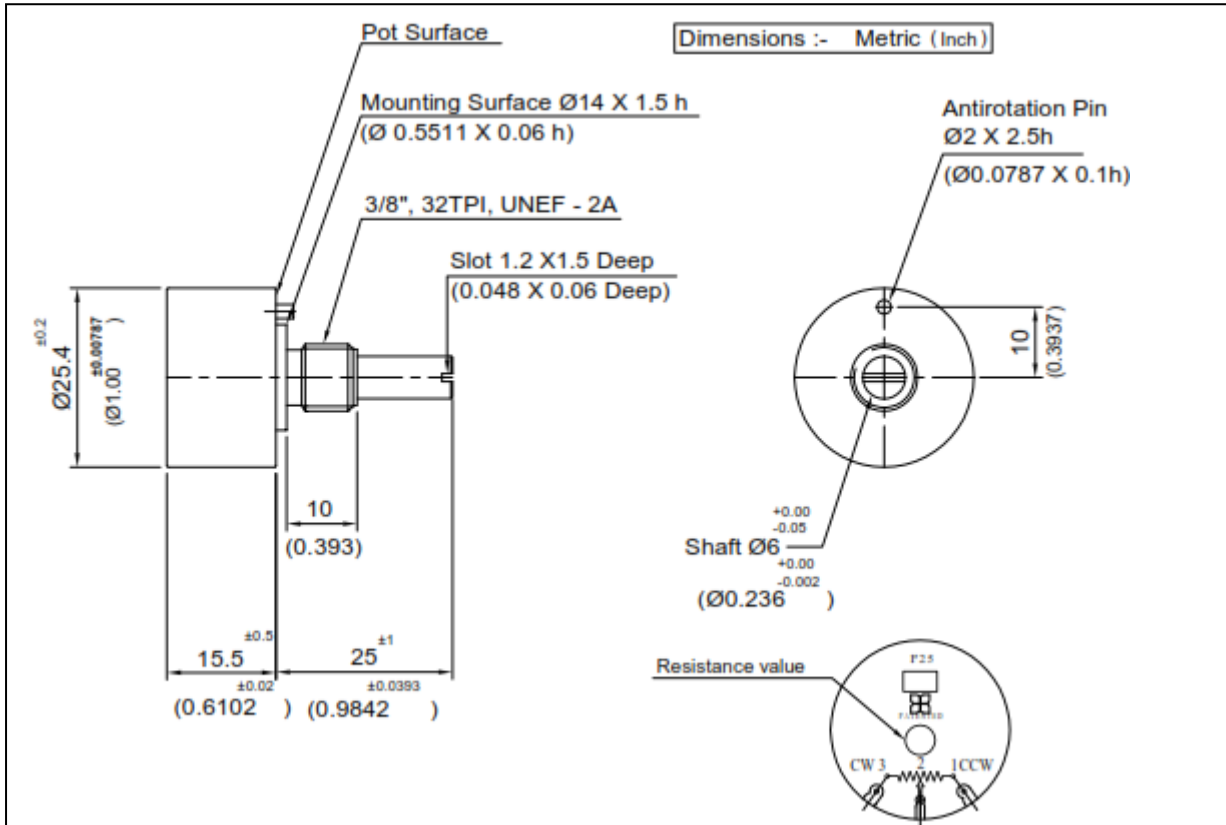 Pot Surface
Dimensions :- Metric (Inch)
Mounting Surface Ø14 X 1.5 h
(Ø 0.5511 X 0.06 h)
Antirotation Pin
Ø2 X 2.5h
(Ø0.0787 X 0.1h)
3/8", 32TPI, UNEF - 2A
Slot 1.2 X1.5 Deep
(0.048 X 0.06 Deep)
Ø25.4 ±0.2
(Ø1.00 ±0.00787 )
10
(0.3937)
10
(0.393)
Shaft Ø6 +0.00 -0.05
(Ø0.236 +0.00 -0.002 )
15.5 ±0.5
(0.6102 ±0.02 )
25 ±1
(0.9842 ±0.0393 )
Resistance value
P25
CW 3 2 1CCW